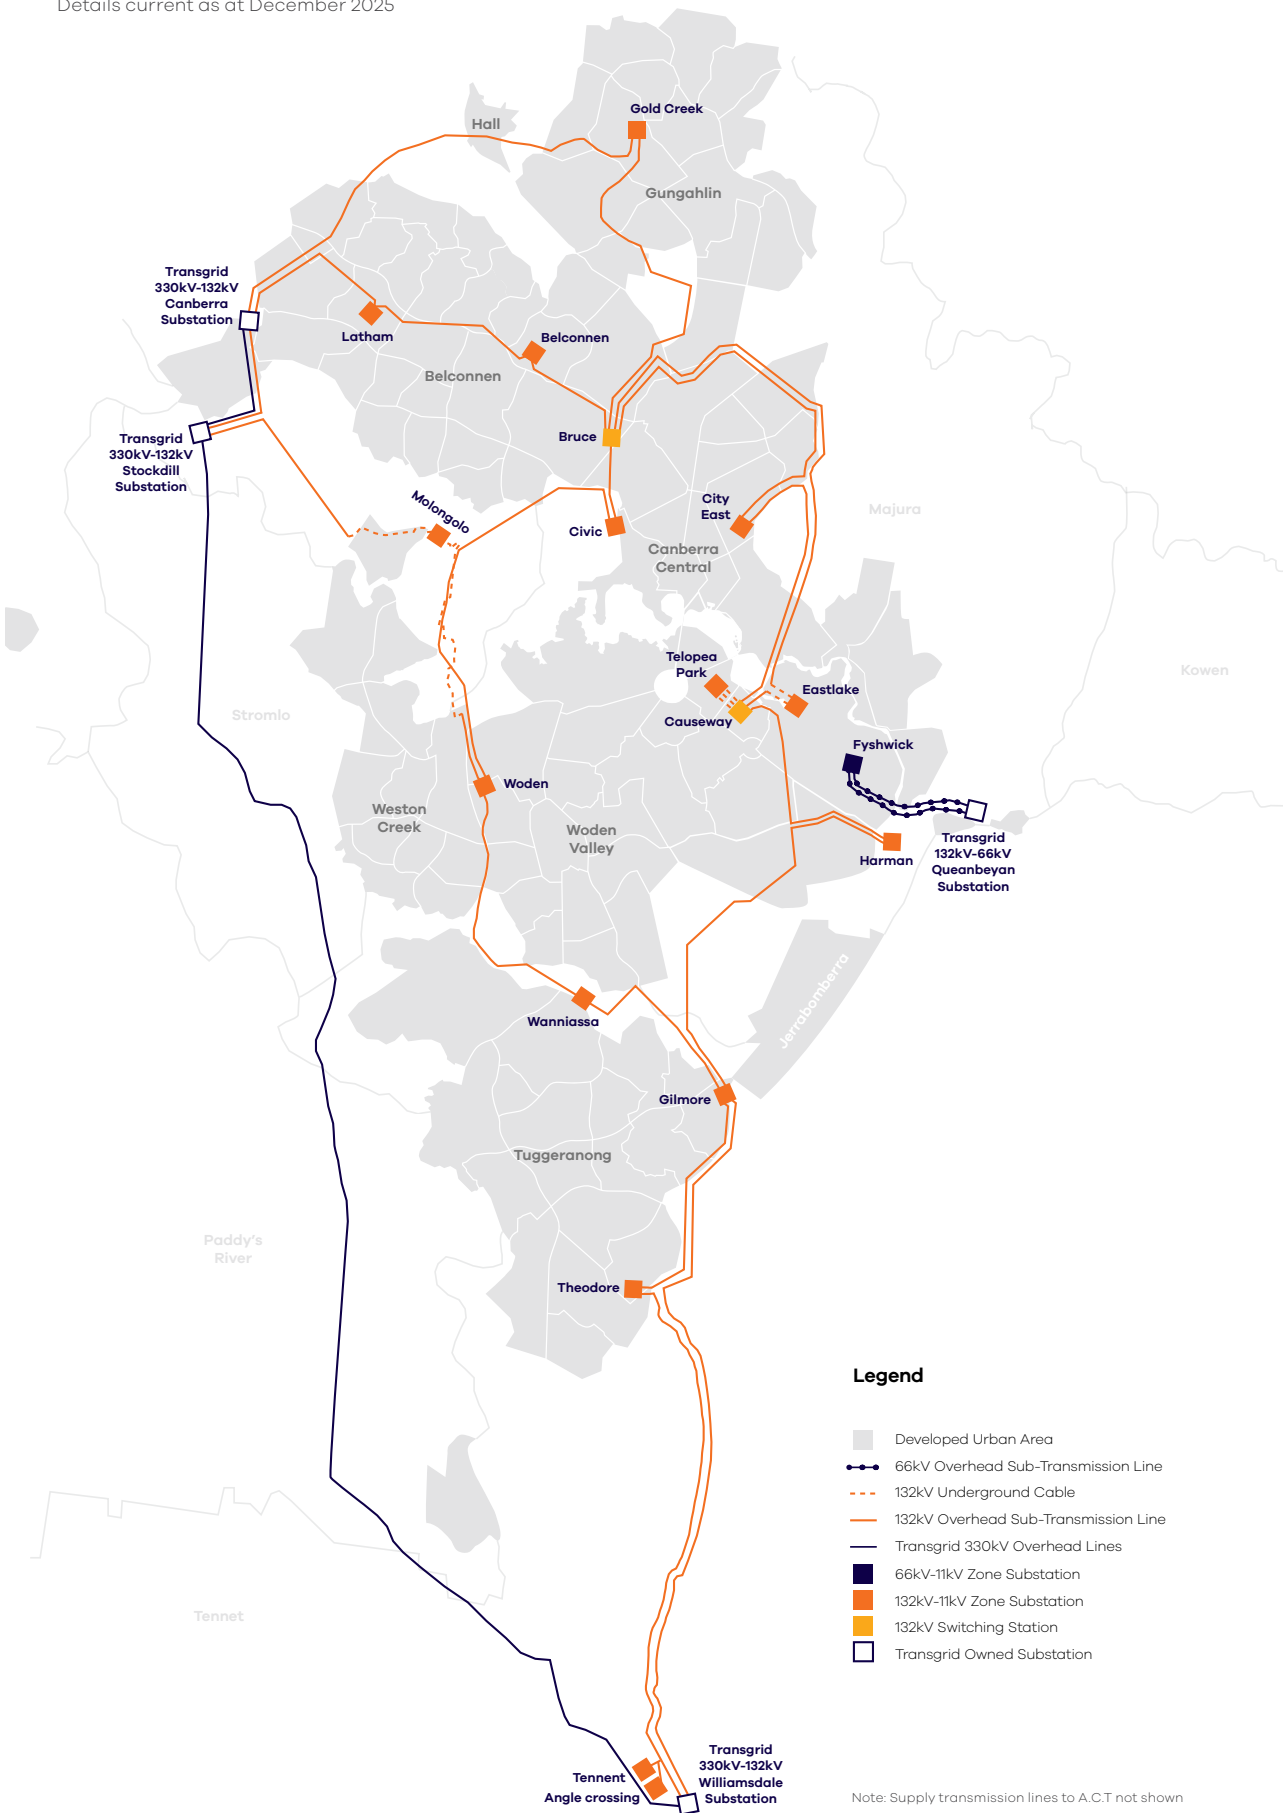 Details current as at December 2025
Gold Creek
Hall
Gungahlin
Transgrid
330kV-132kV
Canberra
Substation
Latham
Belconnen
Belconnen
Bruce
Transgrid
330kV-132kV
Stockdill
Substation
Molongolo
City
East
Civic
Majura
Canberra
Central
Telopea
Park
Eastlake
Kowen
Stromlo
Causeway
Fyshwick
Woden
Weston
Creek
Woden
Valley
Harman
Transgrid
132kV-66kV
Queanbeyan
Substation
Jerrabomberra
Wanniassa
Gilmore
Tuggeranong
Paddy's
River
Theodore
Legend
Developed Urban Area
66kV Overhead Sub-Transmission Line
132kV Underground Cable
132kV Overhead Sub-Transmission Line
Transgrid 330kV Overhead Lines
66kV-11kV Zone Substation
132kV-11kV Zone Substation
132kV Switching Station
Transgrid Owned Substation
Tennet
Transgrid
330kV-132kV
Williamsdale
Substation
Tennent
Angle crossing
Note: Supply transmission lines to A.C.T not shown